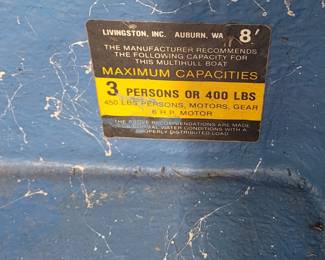 LIVINGSTON, INC. AUBURN, WA 8'
THE MANUFACTURER RECOMMENDS
THE FOLLOWING CAPACITY FOR
THIS MULTIHULL BOAT
MAXIMUM CAPACITIES
3 PERSONS OR 400 LBS
450 LBS PERSONS, MOTORS, GEAR
6 H.P. MOTOR
THE ABOVE RECOMMENDATIONS ARE MADE
NORMAL WATER CONDITIONS WITH A
PROPERLY DISTRIBUTED LOAD